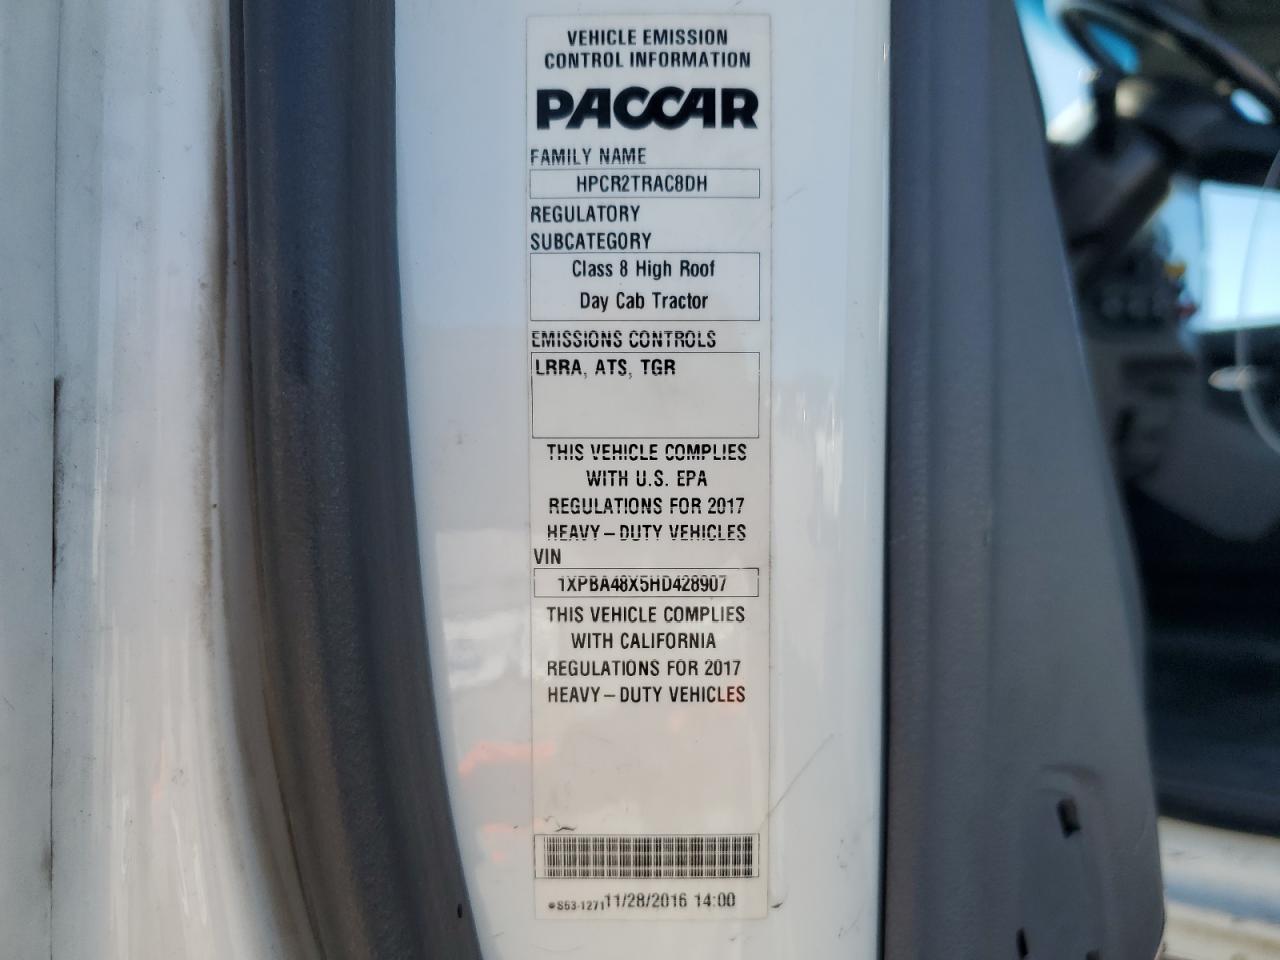 VEHICLE EMISSION
CONTROL INFORMATION
PACCAR
FAMILY NAME
HPCR2TRAC8DH
REGULATORY
SUBCATEGORY
Class 8 High Roof
Day Cab Tractor
EMISSIONS CONTROLS
LRRA, ATS, TGR
THIS VEHICLE COMPLIES
WITH U.S. EPA
REGULATIONS FOR 2017
HEAVY-DUTY VEHICLES
VIN
1XPBA48X5HD428907
THIS VEHICLE COMPLIES
WITH CALIFORNIA
REGULATIONS FOR 2017
HEAVY-DUTY VEHICLES
S53-1271 11/28/2016 14:00